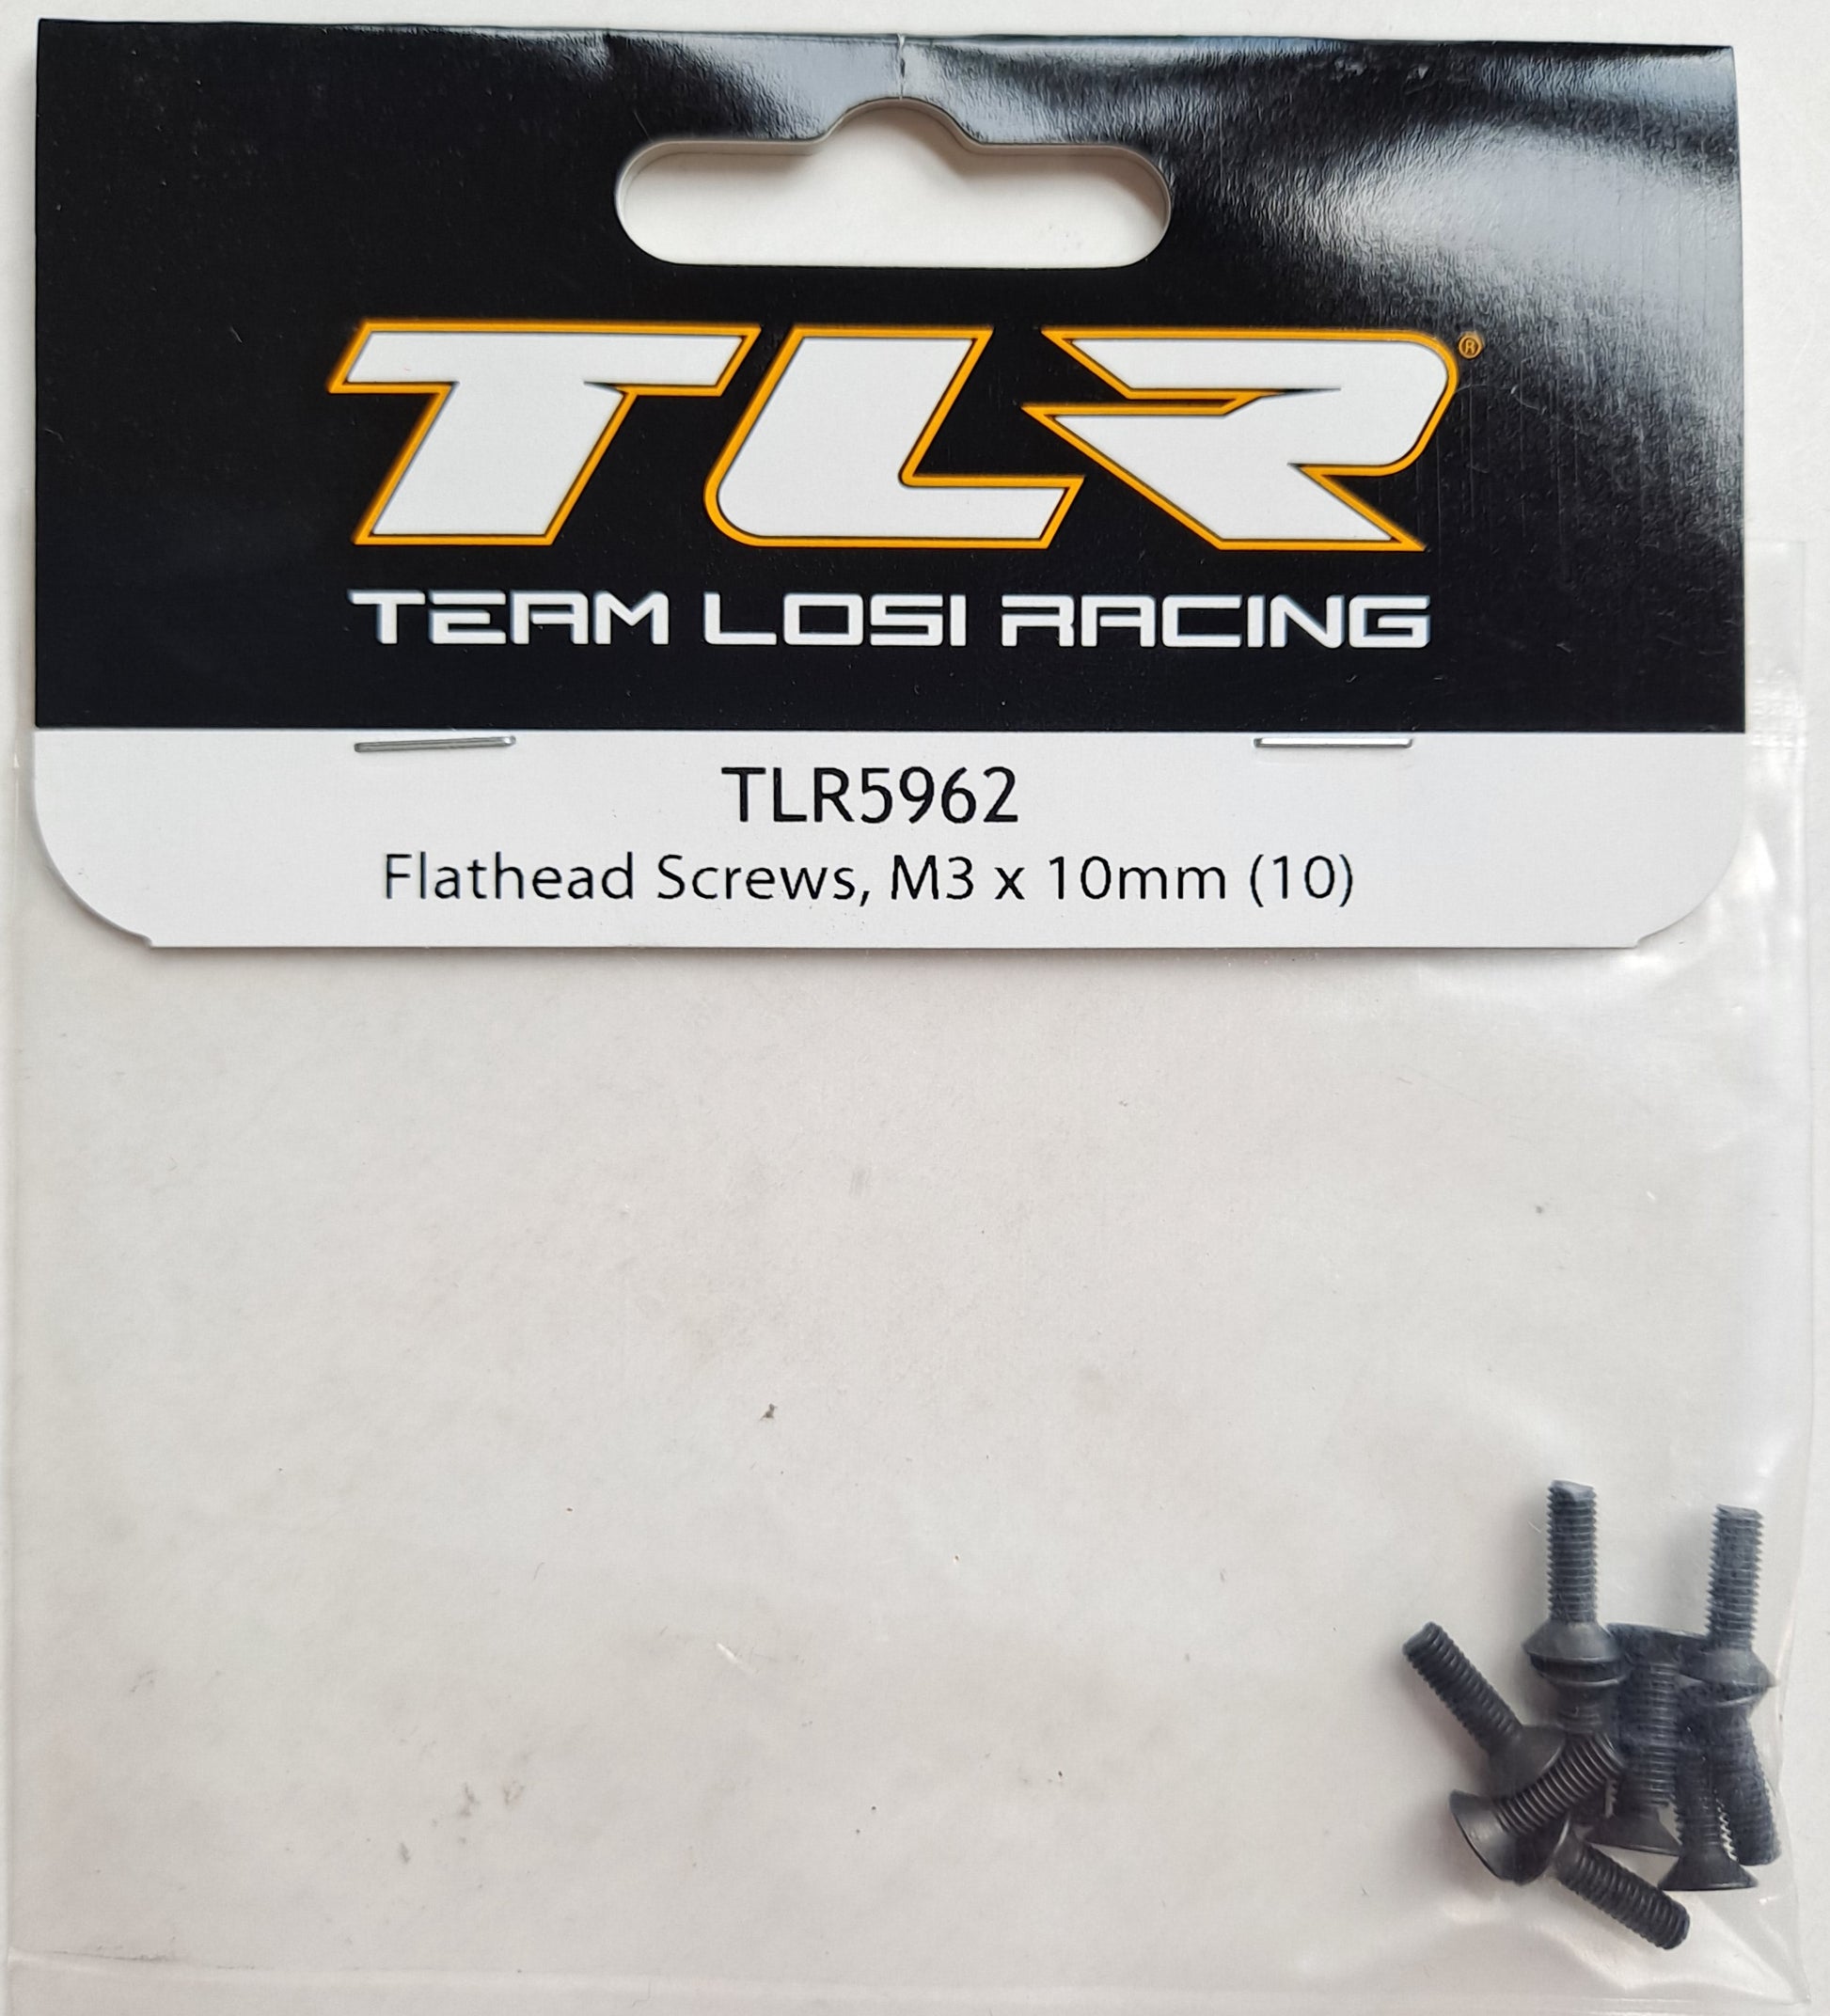 TLR®
TEAM LOSI RACING
TLR5962
Flathead Screws, M3 x 10mm (10)